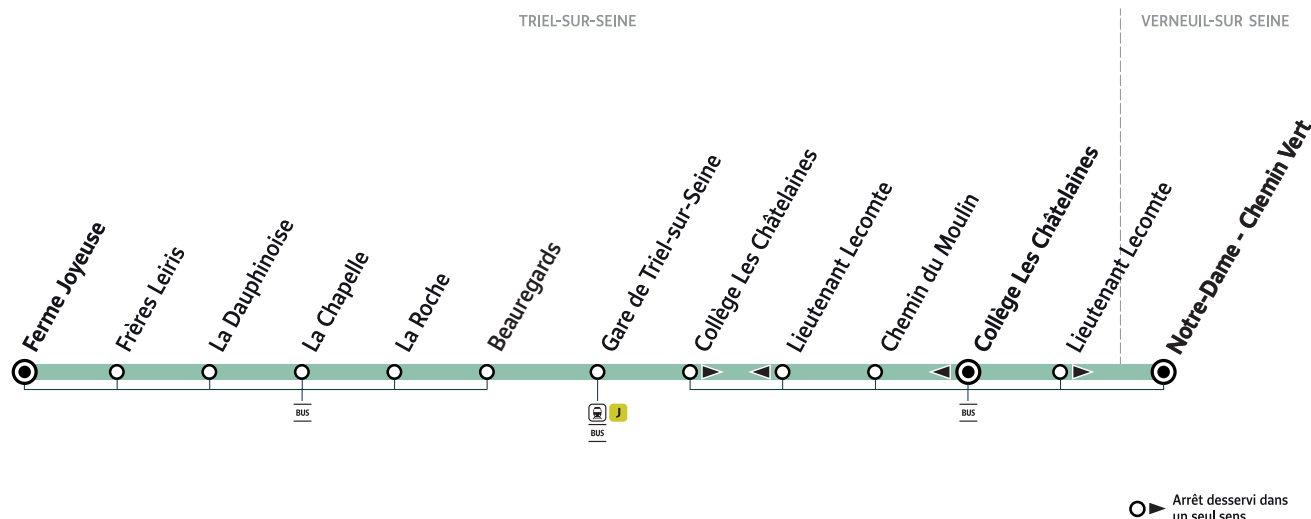 TRIEL-SUR-SEINE
VERNEUIL-SUR SEINE
Ferme Joyeuse
Frères Leiris
La Dauphinoise
La Chapelle
La Roche
Beauregards
Gare de Triel-sur-Seine
Collège Les Châtelaines
Lieutenant Lecomte
Chemin du Moulin
Collège Les Châtelaines
Lieutenant Lecomte
Notre-Dame - Chemin Vert
BUS
J
BUS
BUS
Arrêt desservi dans
un seul sens